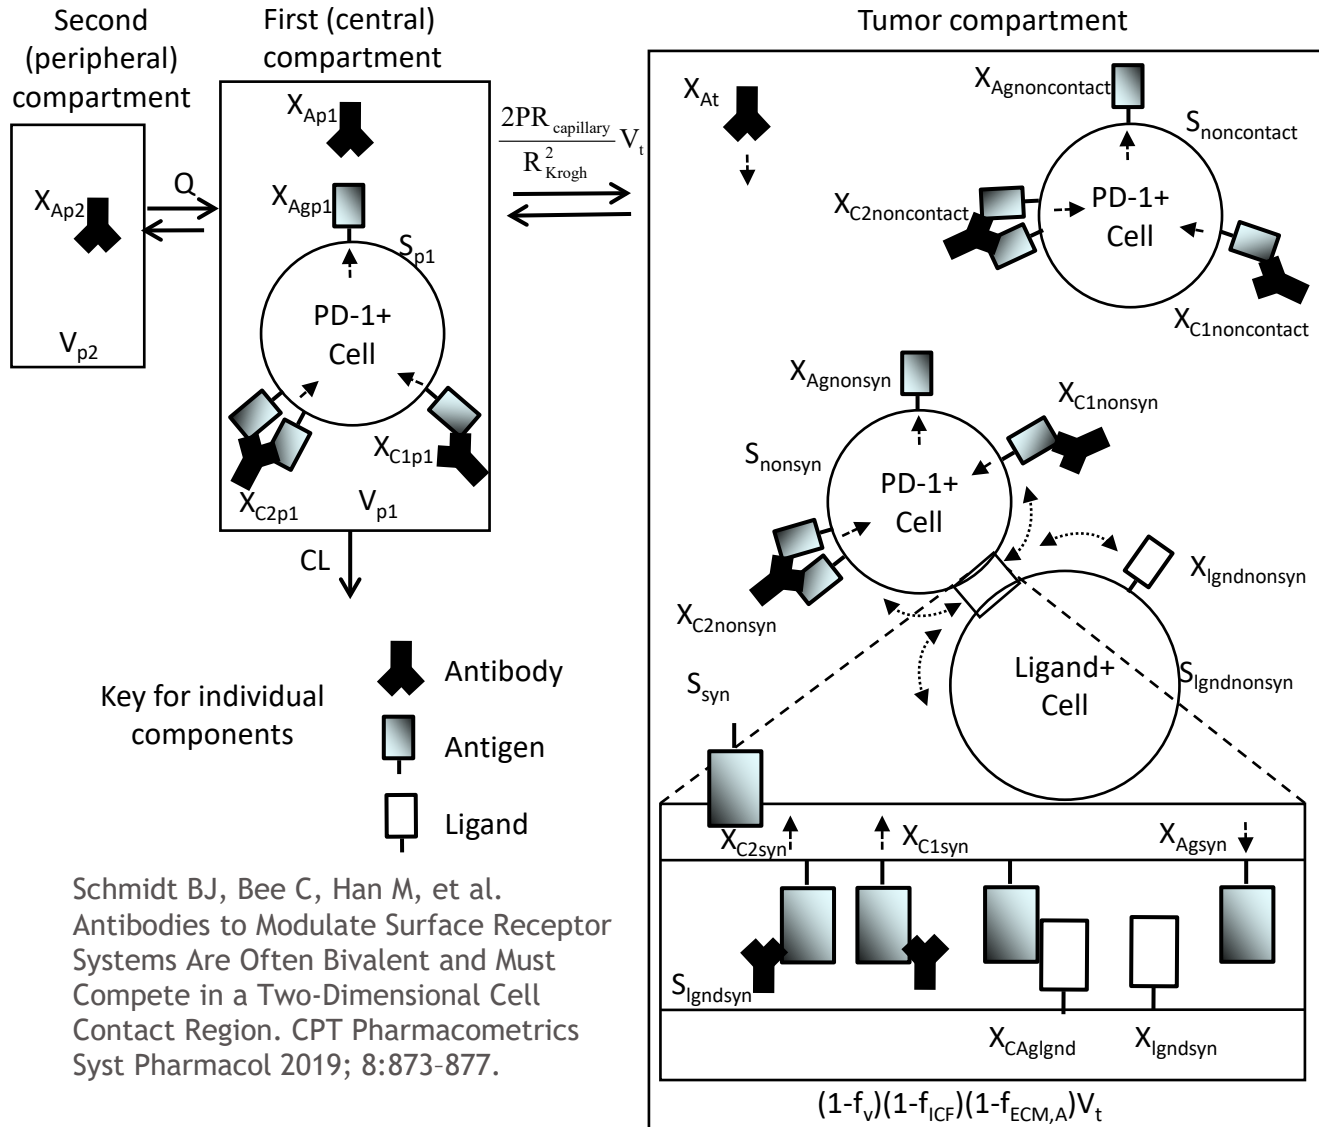 Second
(peripheral)
compartment
First (central)
compartment
Tumor compartment
X_Ap2
V_p2
Q
X_Ap1
X_Agp1
S_p1
PD-1+
Cell
X_C2p1
X_C1p1
V_p1
CL
2PR_capillary / R²_Krogh V_t
X_At
X_Agnoncontact
S_noncontact
X_C2noncontact
PD-1+
Cell
X_C1noncontact
X_Agnonsyn
X_C1nonsyn
S_nonsyn
PD-1+
Cell
X_C2nonsyn
X_lgndnonsyn
Ligand+
Cell
S_lgndnonsyn
S_syn
X_C2syn
X_C1syn
X_Agsyn
S_lgndsyn
X_CAglgnd
X_lgndsyn
(1-f_v)(1-f_ICF)(1-f_ECM,A)V_t
Key for individual
components
Antibody
Antigen
Ligand
Schmidt BJ, Bee C, Han M, et al.
Antibodies to Modulate Surface Receptor
Systems Are Often Bivalent and Must
Compete in a Two-Dimensional Cell
Contact Region. CPT Pharmacometrics
Syst Pharmacol 2019; 8:873–877.